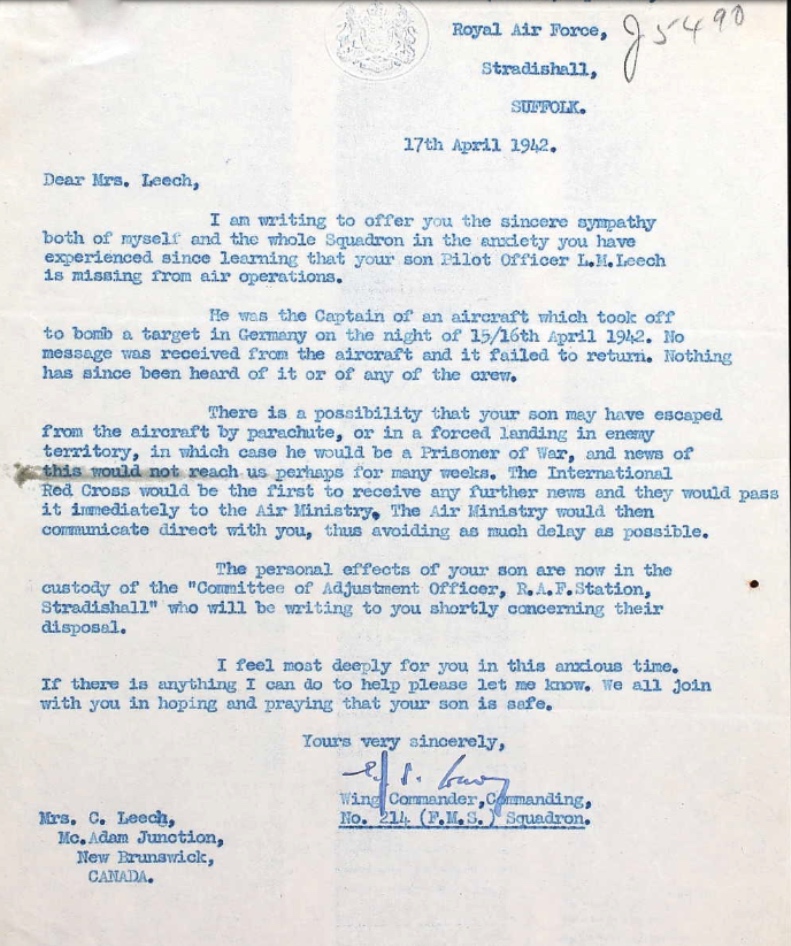 Royal Air Force,
J5490
Stradishall,
SUFFOLK.
17th April 1942.
Dear Mrs. Leech,
I am writing to offer you the sincere sympathy
both of myself and the whole Squadron in the anxiety you have
experienced since learning that your son Pilot Officer L.M.Leech
is missing from air operations.
He was the Captain of an aircraft which took off
to bomb a target in Germany on the night of 15/16th April 1942. No
message was received from the aircraft and it failed to return. Nothing
has since been heard of it or of any of the crew.
There is a possibility that your son may have escaped
from the aircraft by parachute, or in a forced landing in enemy
territory, in which case he would be a Prisoner of War, and news of
this would not reach us perhaps for many weeks. The International
Red Cross would be the first to receive any further news and they would pass
it immediately to the Air Ministry. The Air Ministry would then
communicate direct with you, thus avoiding as much delay as possible.
The personal effects of your son are now in the
custody of the "Committee of Adjustment Officer, R.A.F.Station,
Stradishall" who will be writing to you shortly concerning their
disposal.
I feel most deeply for you in this anxious time.
If there is anything I can do to help please let me know. We all join
with you in hoping and praying that your son is safe.
Yours very sincerely,
Wing Commander,Commanding,
No. 214 (F.M.S.) Squadron.
Mrs. C. Leech,
Mc.Adam Junction,
New Brunswick,
CANADA.